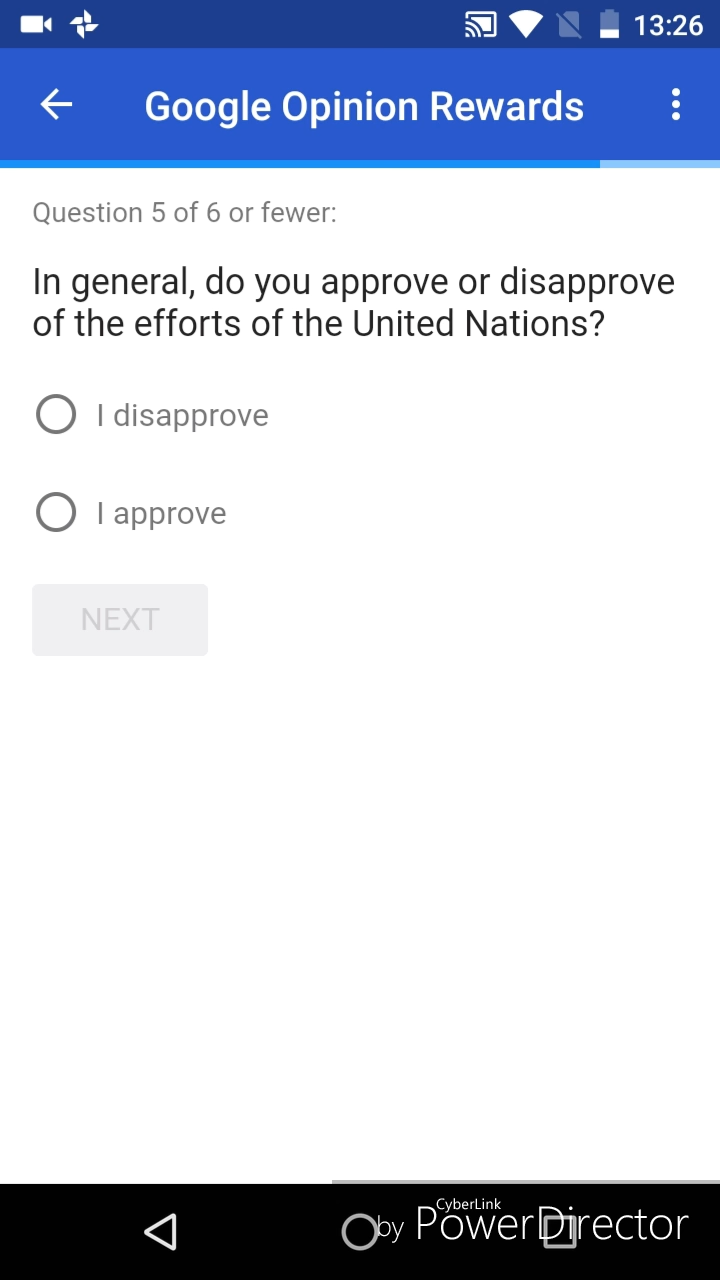 13:26
Google Opinion Rewards
Question 5 of 6 or fewer:
In general, do you approve or disapprove
of the efforts of the United Nations?
I disapprove
I approve
NEXT
CyberLink
by PowerDirector